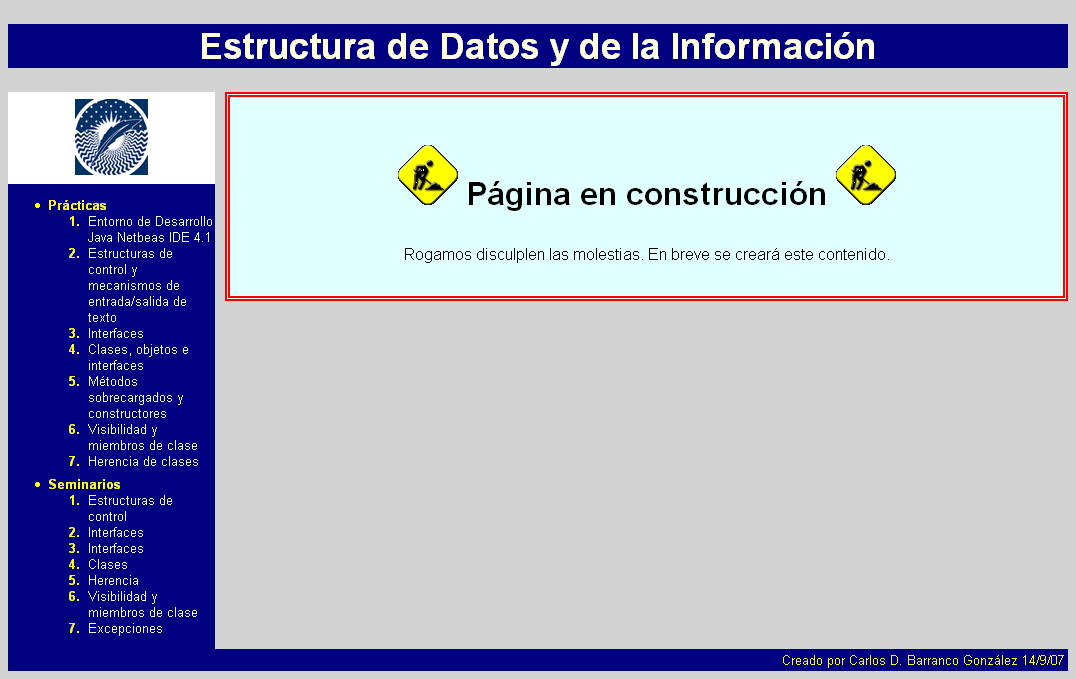 Estructura de Datos y de la Información
Página en construcción
Rogamos disculplen las molestias. En breve se creará este contenido.
• Prácticas
1. Entorno de Desarrollo
Java Netbeas IDE 4.1
2. Estructuras de
control y
mecanismos de
entrada/salida de
texto
3. Interfaces
4. Clases, objetos e
interfaces
5. Métodos
sobrecargados y
constructores
6. Visibilidad y
miembros de clase
7. Herencia de clases
• Seminarios
1. Estructuras de
control
2. Interfaces
3. Interfaces
4. Clases
5. Herencia
6. Visibilidad y
miembros de clase
7. Excepciones
Creado por Carlos D. Barranco González 14/9/07